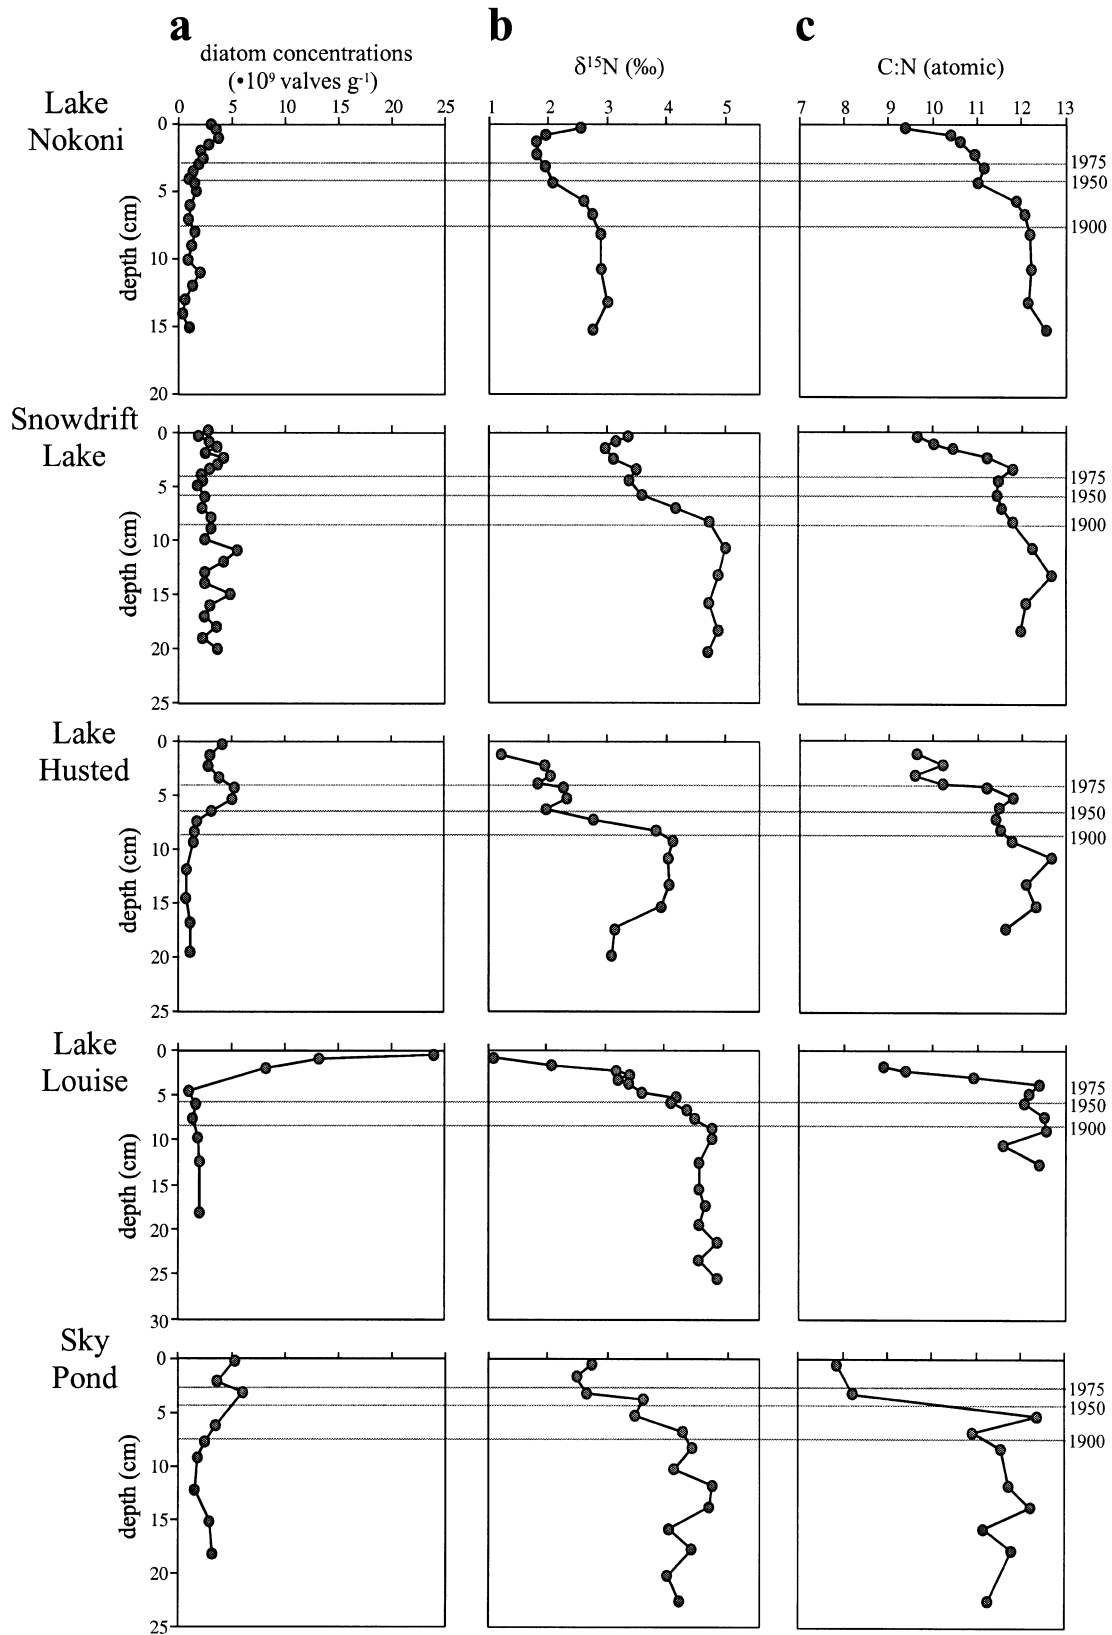 a b c
diatom concentrations
(•10⁹ valves g⁻¹)
δ¹⁵N (‰)
C:N (atomic)
0 5 10 15 20 25
1 2 3 4 5
7 8 9 10 11 12 13
Lake
Nokoni
depth (cm)
0
5
10
15
20
1975
1950
1900
Snowdrift
Lake
depth (cm)
0
5
10
15
20
25
1975
1950
1900
Lake
Husted
depth (cm)
0
5
10
15
20
25
1975
1950
1900
Lake
Louise
depth (cm)
0
5
10
15
20
25
30
1975
1950
1900
Sky
Pond
depth (cm)
0
5
10
15
20
25
1975
1950
1900